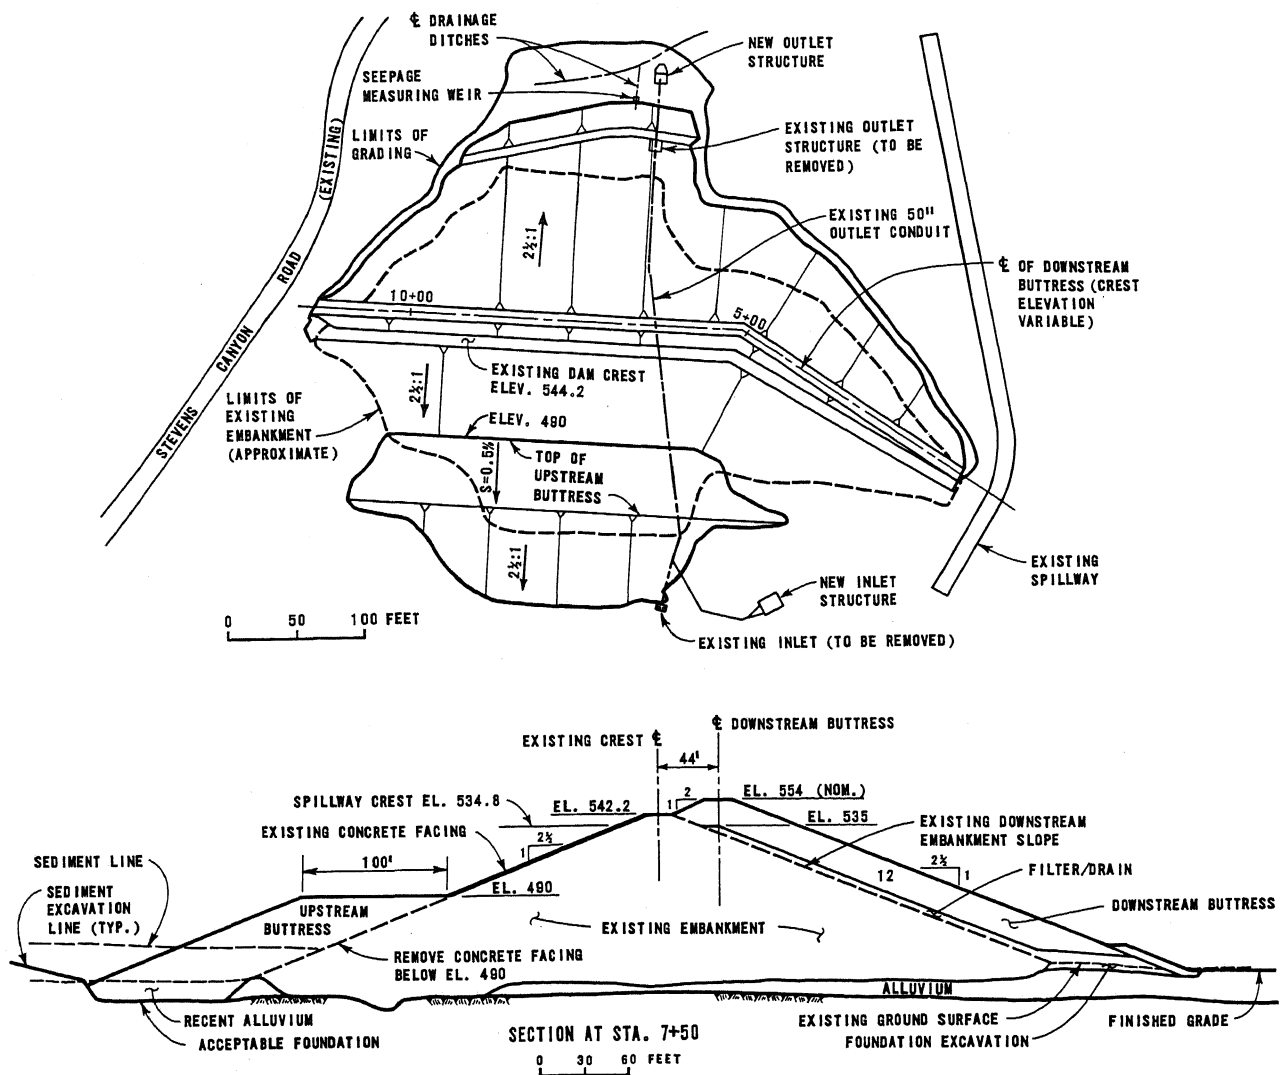 ℄ DRAINAGE
DITCHES
NEW OUTLET
STRUCTURE
SEEPAGE
MEASURING WEIR
LIMITS OF
GRADING
EXISTING OUTLET
STRUCTURE (TO BE
REMOVED)
EXISTING 50"
OUTLET CONDUIT
℄ OF DOWNSTREAM
BUTTRESS (CREST
ELEVATION
VARIABLE)
STEVENS CANYON ROAD (EXISTING)
2½:1
10+00
5+00
EXISTING DAM CREST
ELEV. 544.2
2½:1
LIMITS OF
EXISTING
EMBANKMENT
(APPROXIMATE)
ELEV. 490
S=0.5%
TOP OF
UPSTREAM
BUTTRESS
2½:1
EXISTING
SPILLWAY
NEW INLET
STRUCTURE
EXISTING INLET (TO BE REMOVED)
0 50 100 FEET
℄ DOWNSTREAM BUTTRESS
EXISTING CREST ℄
44'
SPILLWAY CREST EL. 534.8
EL. 542.2
1 2
EL. 554 (NOM.)
EL. 535
EXISTING CONCRETE FACING
1 2½
EXISTING DOWNSTREAM
EMBANKMENT SLOPE
2½ 1
12
FILTER/DRAIN
SEDIMENT LINE
100'
SEDIMENT
EXCAVATION
LINE (TYP.)
EL. 490
UPSTREAM
BUTTRESS
DOWNSTREAM BUTTRESS
EXISTING EMBANKMENT
REMOVE CONCRETE FACING
BELOW EL. 490
ALLUVIUM
RECENT ALLUVIUM
ACCEPTABLE FOUNDATION
EXISTING GROUND SURFACE
FOUNDATION EXCAVATION
FINISHED GRADE
SECTION AT STA. 7+50
0 30 60 FEET